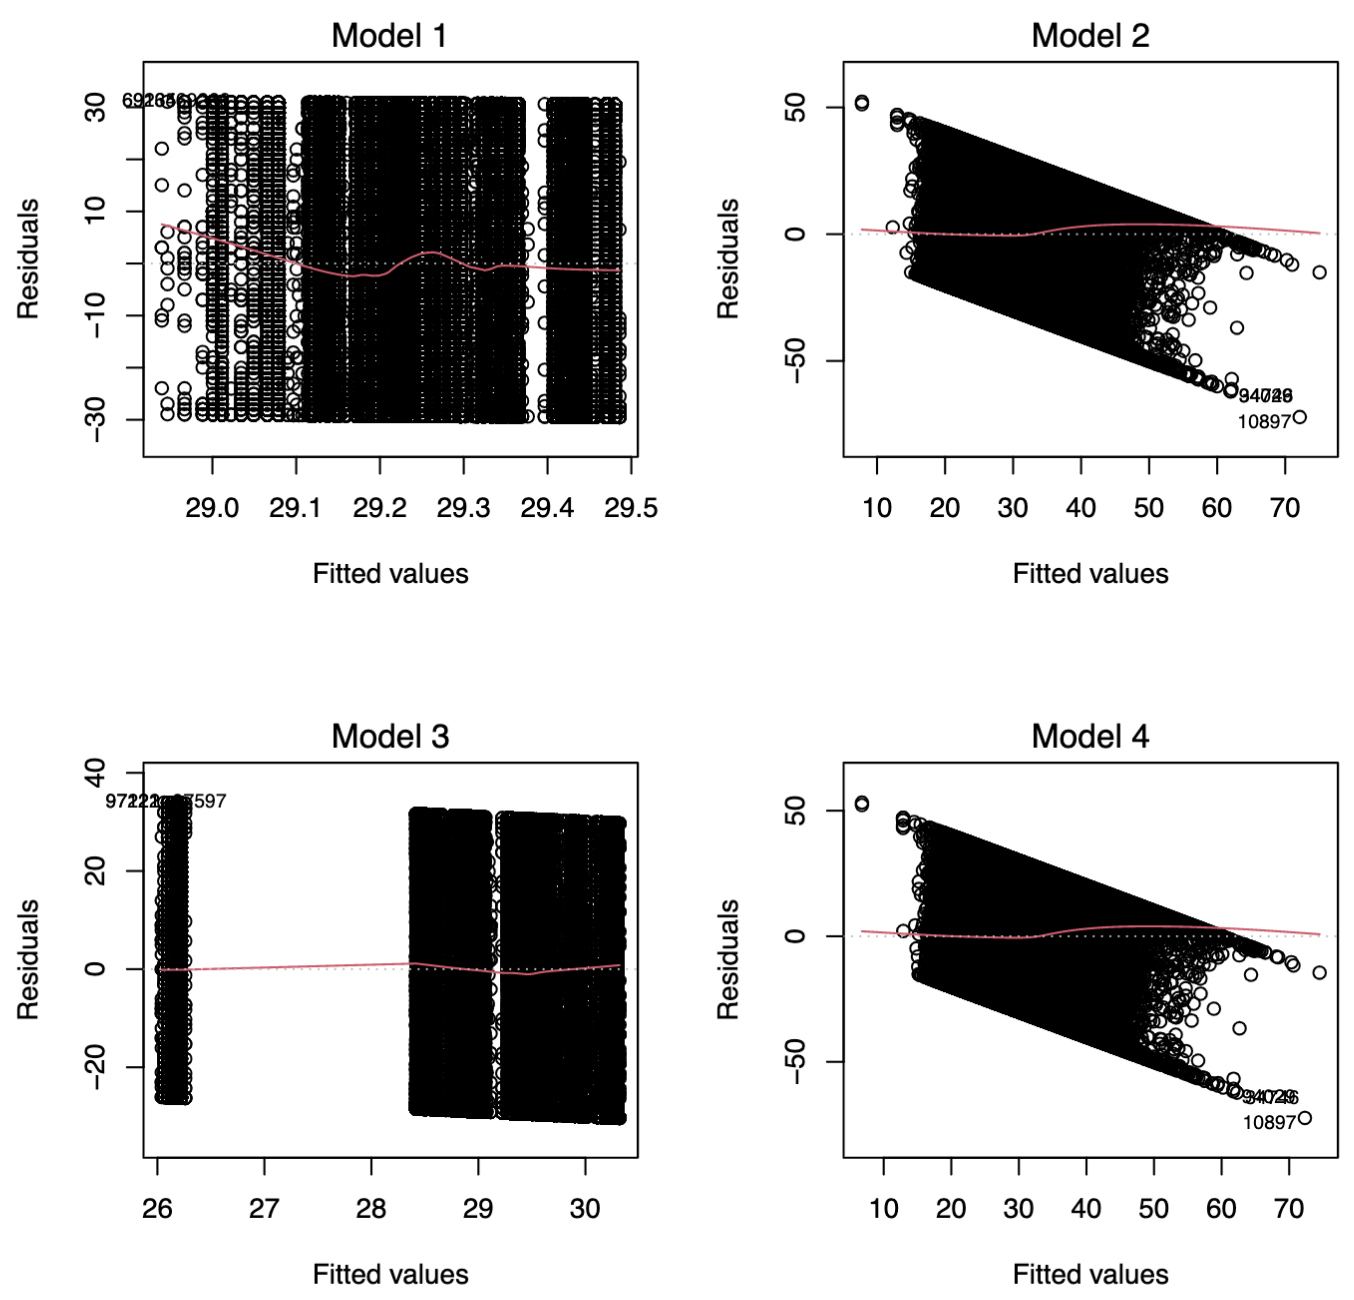 Model 1
Residuals
30
10
−10
−30
29.0 29.1 29.2 29.3 29.4 29.5
Fitted values
Model 2
Residuals
50
0
−50
10897
10 20 30 40 50 60 70
Fitted values
Model 3
Residuals
40
20
0
−20
26 27 28 29 30
Fitted values
Model 4
Residuals
50
0
−50
10897
10 20 30 40 50 60 70
Fitted values